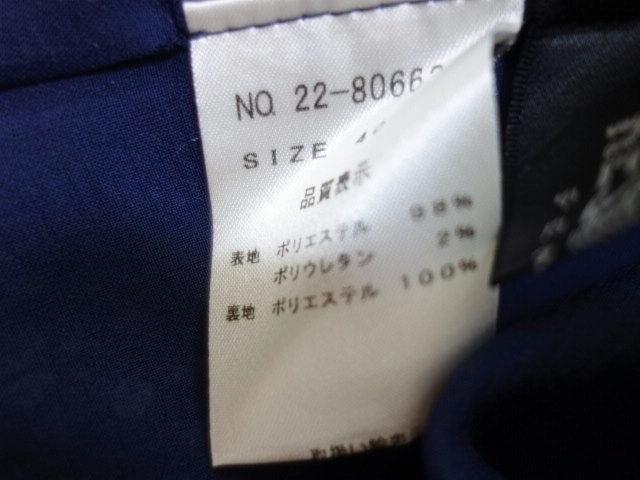 NO. 22-8066
SIZE 4
品質表示
表地 ポリエステル 98%
ポリウレタン 2%
裏地 ポリエステル 100%